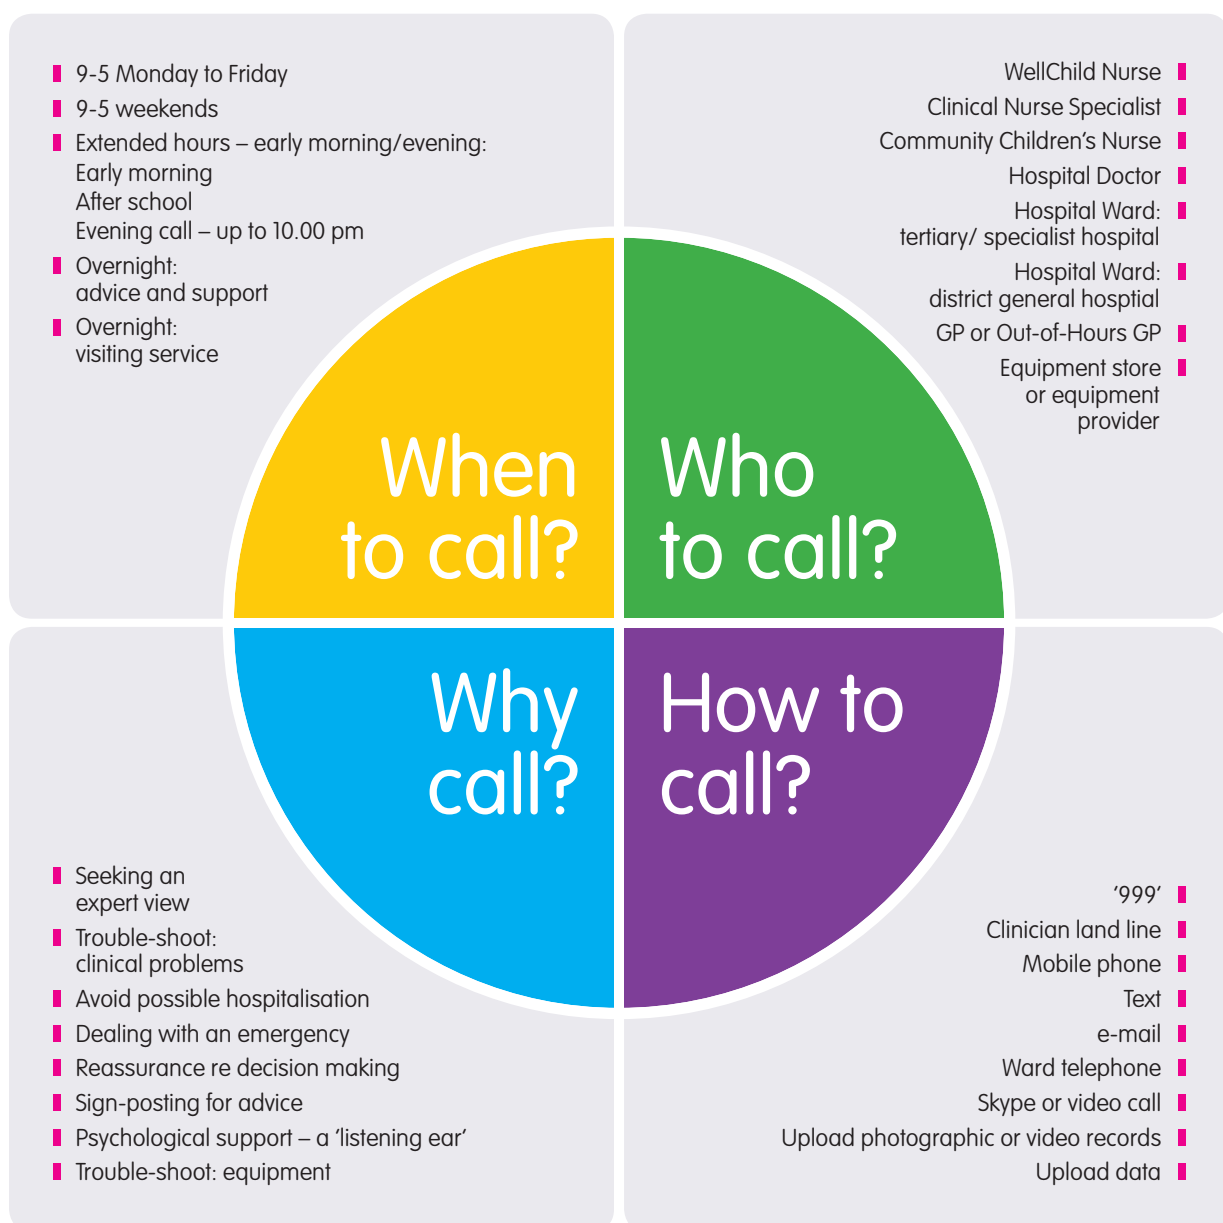 9-5 Monday to Friday
9-5 weekends
Extended hours – early morning/evening:
Early morning
After school
Evening call – up to 10.00 pm
Overnight:
advice and support
Overnight:
visiting service
WellChild Nurse
Clinical Nurse Specialist
Community Children's Nurse
Hospital Doctor
Hospital Ward:
tertiary/ specialist hospital
Hospital Ward:
district general hosptial
GP or Out-of-Hours GP
Equipment store
or equipment
provider
When
to call?
Who
to call?
Why
call?
How to
call?
Seeking an
expert view
Trouble-shoot:
clinical problems
Avoid possible hospitalisation
Dealing with an emergency
Reassurance re decision making
Sign-posting for advice
Psychological support – a 'listening ear'
Trouble-shoot: equipment
'999'
Clinician land line
Mobile phone
Text
e-mail
Ward telephone
Skype or video call
Upload photographic or video records
Upload data